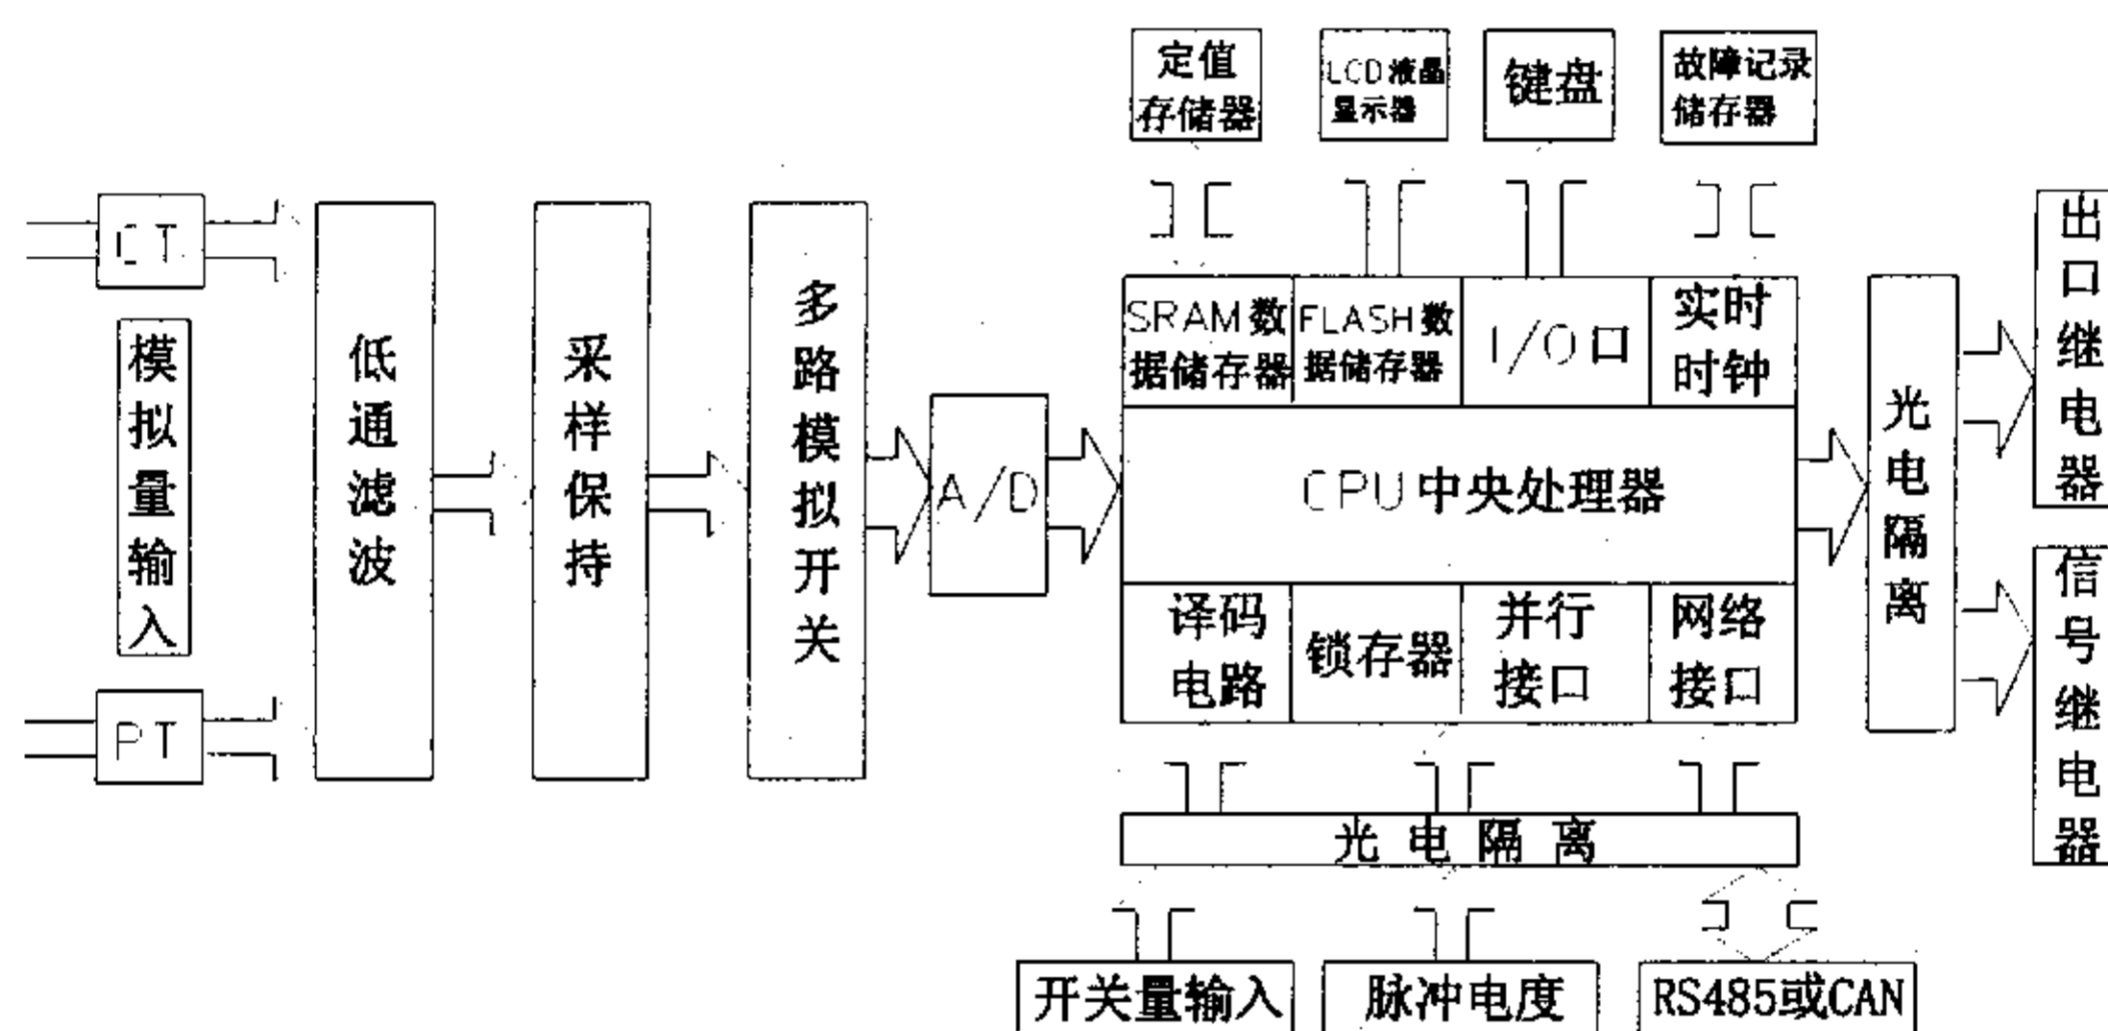 定值
存储器
LCD液晶
显示器
键盘
故障记录
储存器
CT
模拟量输入
PT
低通滤波
采样保持
多路模拟开关
A/D
SRAM数
据储存器
FLASH数
据储存器
I/O口
实时
时钟
CPU中央处理器
译码
电路
锁存器
并行
接口
网络
接口
光电隔离
出口继电器
信号继电器
光电隔离
开关量输入
脉冲电度
RS485或CAN